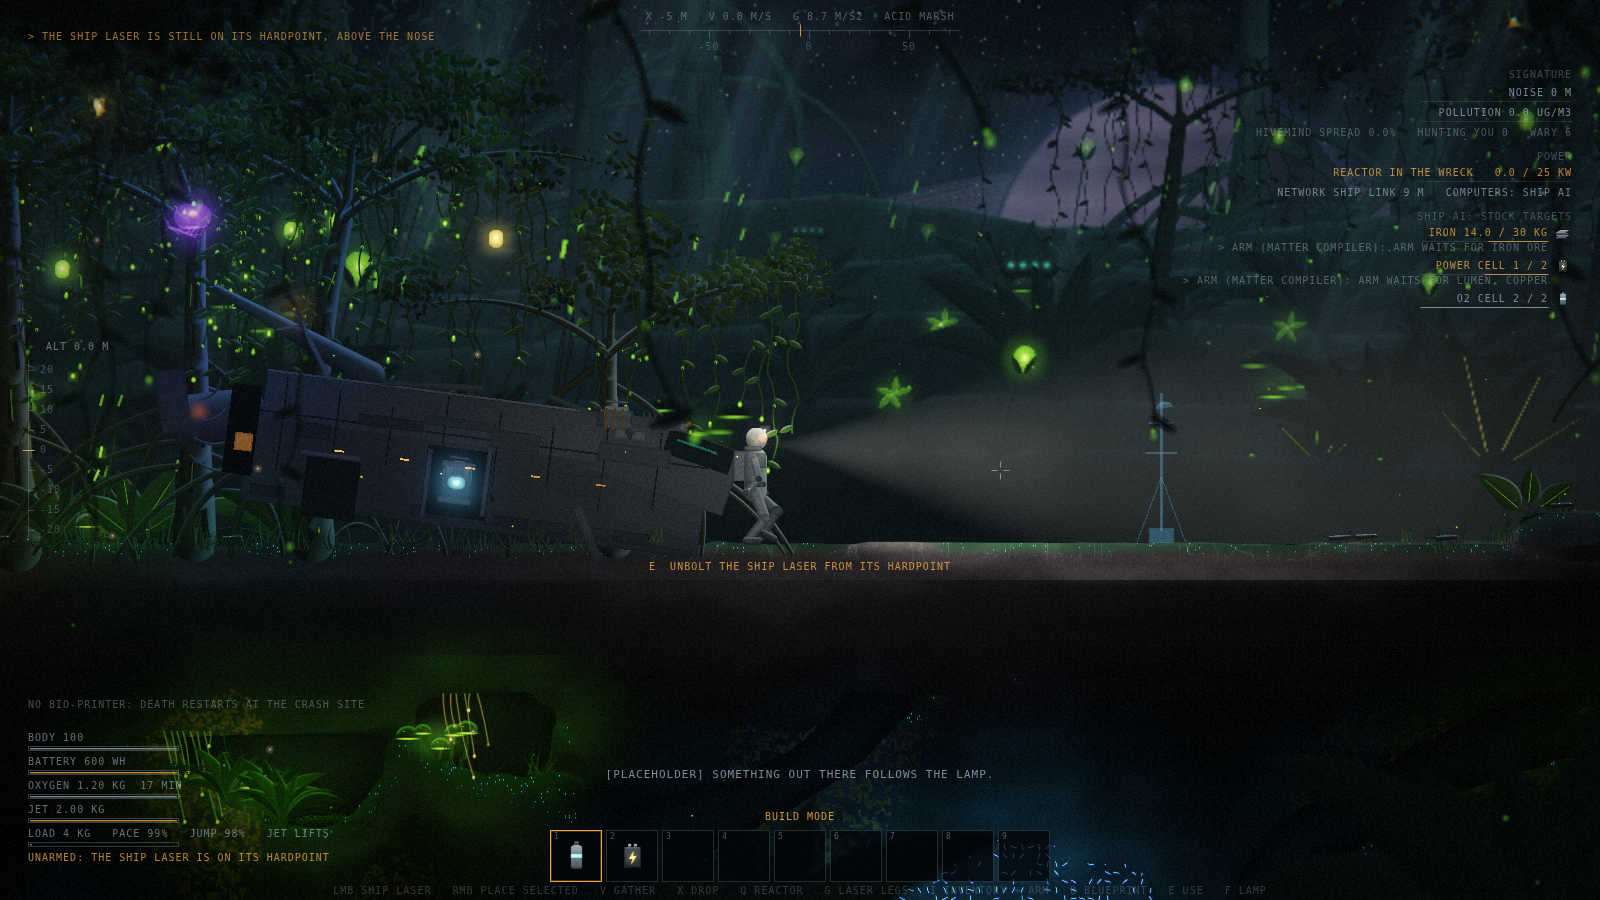 X -5 M   V 0.0 M/S   G 8.7 M/S2   ACID MARSH
> THE SHIP LASER IS STILL ON ITS HARDPOINT, ABOVE THE NOSE
-50   0   50
SIGNATURE
NOISE 0 M
POLLUTION 0.0 UG/M3
HIVEMIND SPREAD 0.0%   HUNTING YOU 0   WARY 6
POWER
REACTOR IN THE WRECK   0.0 / 25 KW
NETWORK SHIP LINK 9 M   COMPUTERS: SHIP AI
SHIP AI: STOCK TARGETS
IRON 14.0 / 30 KG
> ARM (MATTER COMPILER): ARM WAITS FOR IRON ORE
POWER CELL 1 / 2
> ARM (MATTER COMPILER): ARM WAITS FOR LUMEN, COPPER
O2 CELL 2 / 2
ALT 0.0 M
20
15
10
5
0
-5
-10
-15
-20
E   UNBOLT THE SHIP LASER FROM ITS HARDPOINT
NO BIO-PRINTER: DEATH RESTARTS AT THE CRASH SITE
BODY 100
BATTERY 600 WH
OXYGEN 1.20 KG   17 MIN
JET 2.00 KG
LOAD 4 KG   PACE 99%   JUMP 98%   JET LIFTS
UNARMED: THE SHIP LASER IS ON ITS HARDPOINT
[PLACEHOLDER] SOMETHING OUT THERE FOLLOWS THE LAMP.
BUILD MODE
1   2   3   4   5   6   7   8   9
LMB SHIP LASER   RMB PLACE SELECTED   V GATHER   X DROP   Q REACTOR   G LASER LEGS   INVENTORY   ARM   BLUEPRINT   E USE   F LAMP